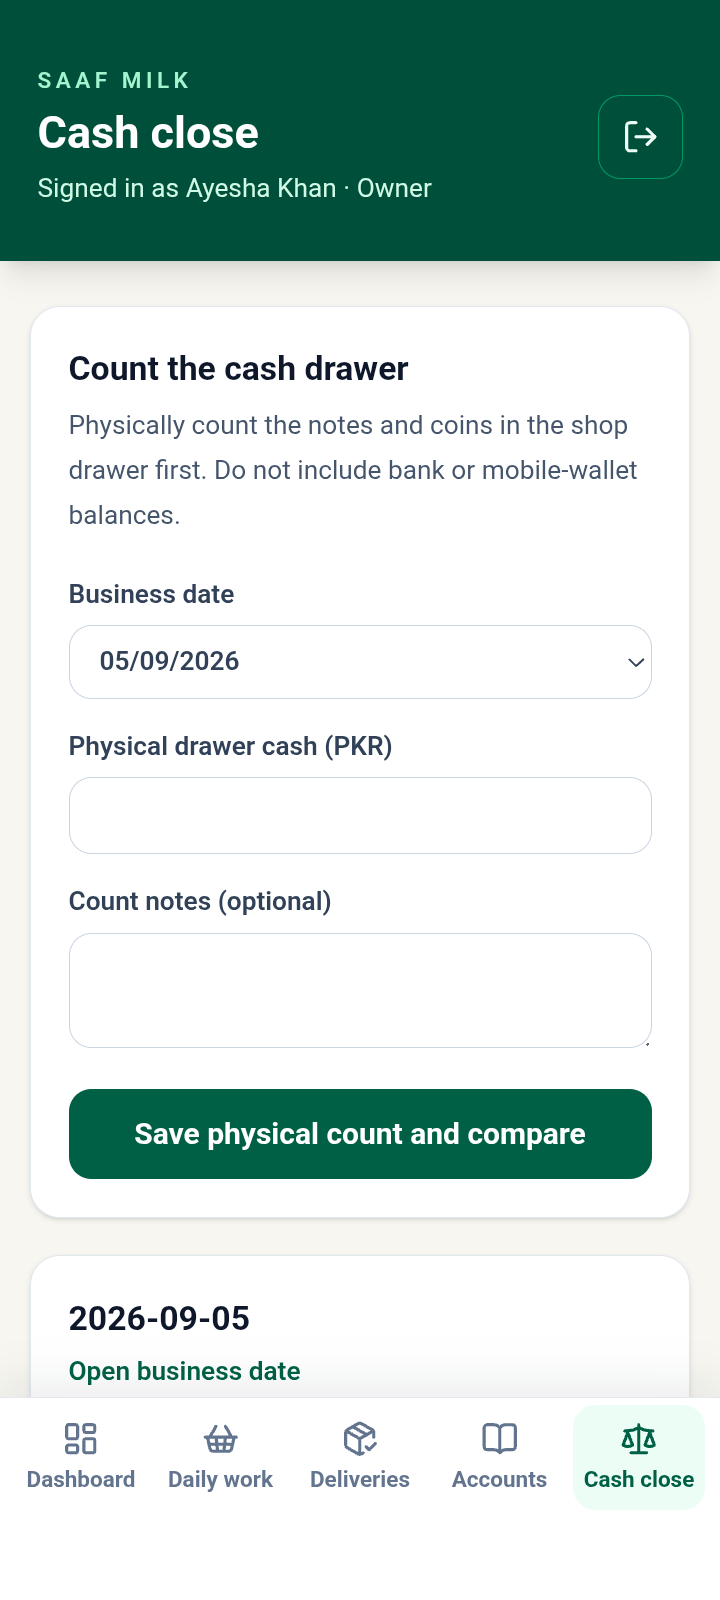 SAAF MILK
Cash close
Signed in as Ayesha Khan · Owner
Count the cash drawer
Physically count the notes and coins in the shop
drawer first. Do not include bank or mobile-wallet
balances.
Business date
05/09/2026
Physical drawer cash (PKR)
Count notes (optional)
Save physical count and compare
2026-09-05
Open business date
Dashboard
Daily work
Deliveries
Accounts
Cash close